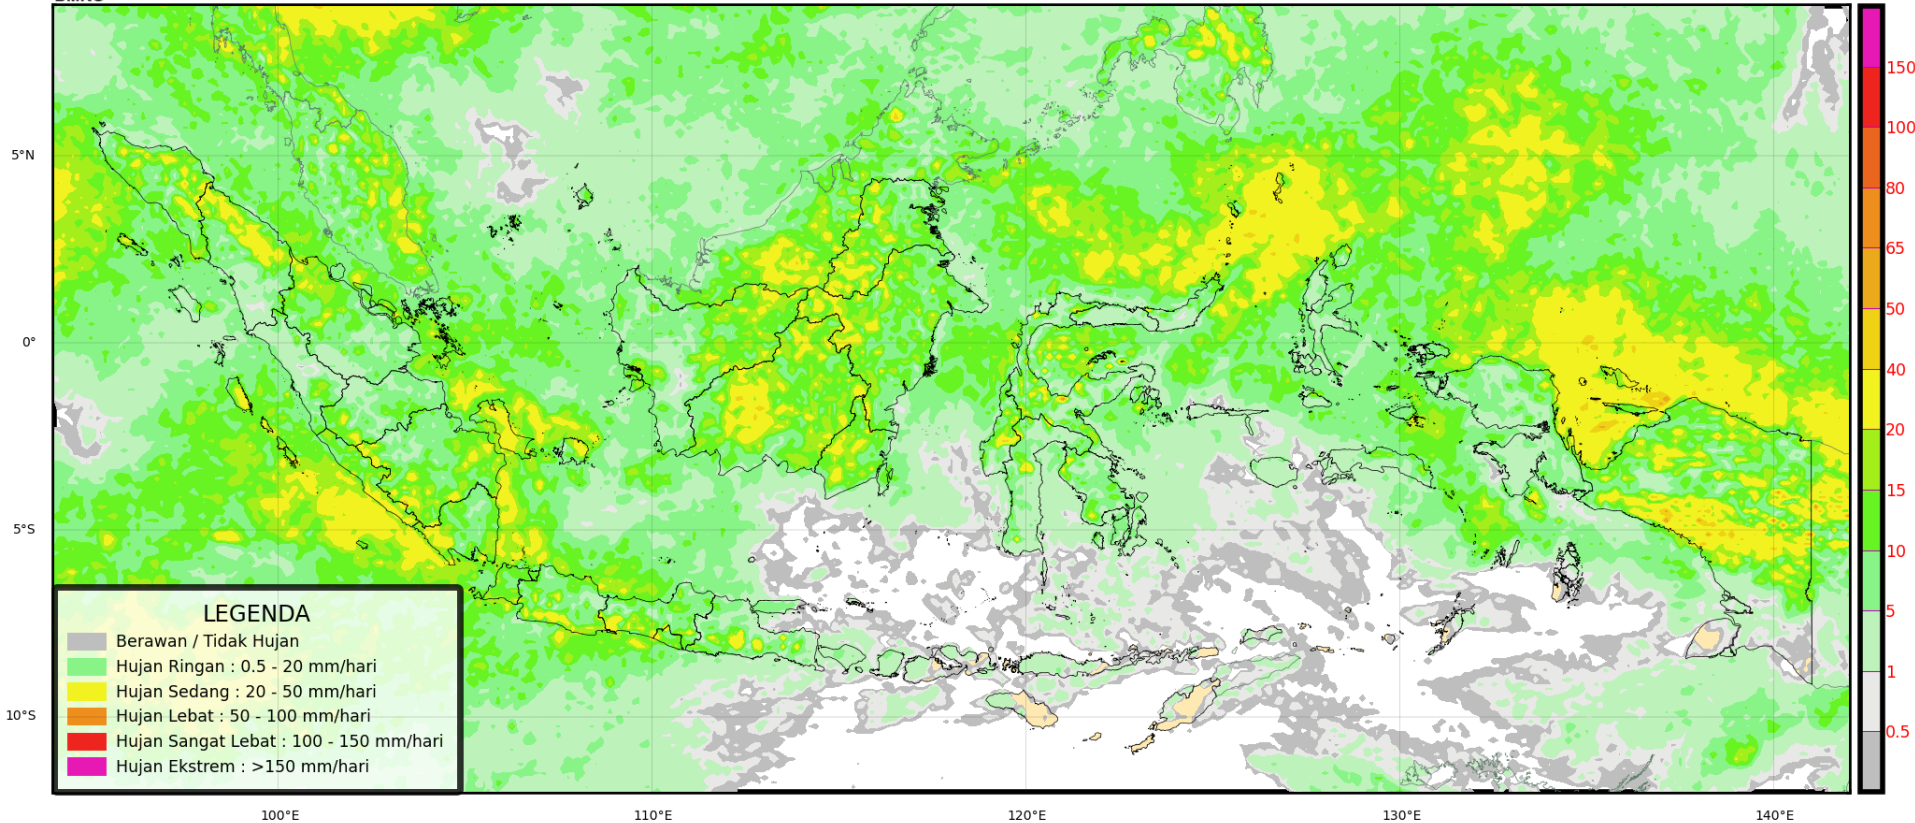 5°N
0°
5°S
10°S
LEGENDA
Berawan / Tidak Hujan
Hujan Ringan : 0.5 - 20 mm/hari
Hujan Sedang : 20 - 50 mm/hari
Hujan Lebat : 50 - 100 mm/hari
Hujan Sangat Lebat : 100 - 150 mm/hari
Hujan Ekstrem : >150 mm/hari
100°E
110°E
120°E
130°E
140°E
150
100
80
65
50
40
20
15
10
5
1
0.5